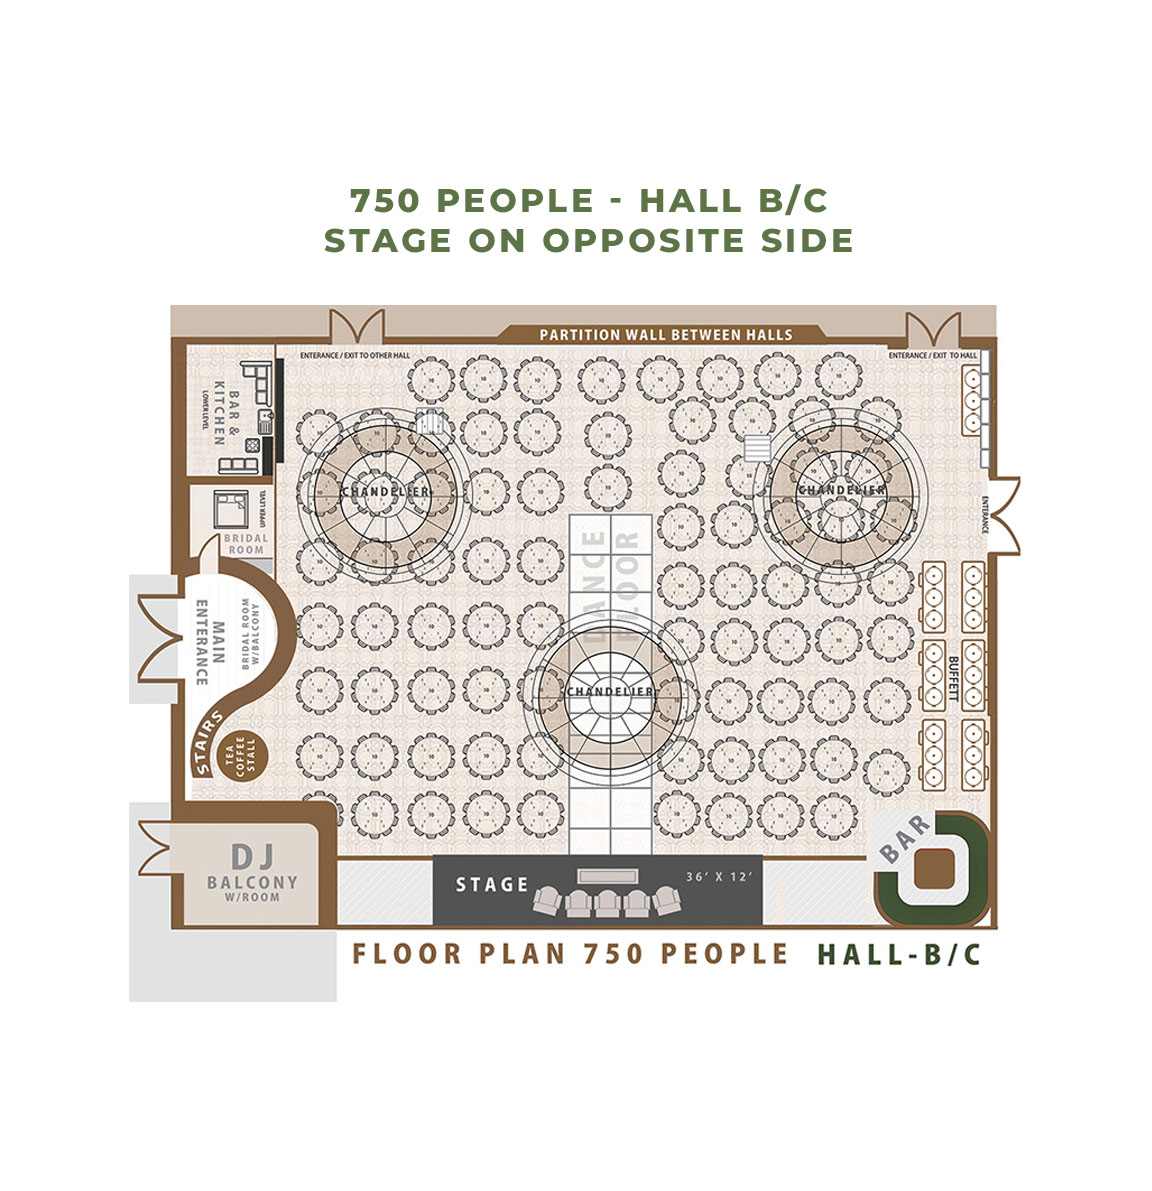 750 PEOPLE - HALL B/C
STAGE ON OPPOSITE SIDE
PARTITION WALL BETWEEN HALLS
ENTERANCE / EXIT TO OTHER HALL
ENTERANCE / EXIT TO HALL
BAR &
KITCHEN
LOWER LEVEL
UPPER LEVEL
BRIDAL
ROOM
CHANDELIER
CHANDELIER
ENTERANCE
DANCE
FLOOR
MAIN
ENTERANCE
BRIDAL ROOM
W/BALCONY
CHANDELIER
BUFFETT
STAIRS
TEA
COFFEE
STALL
BAR
DJ
BALCONY
W/ROOM
STAGE
36' X 12'
FLOOR PLAN 750 PEOPLE HALL-B/C